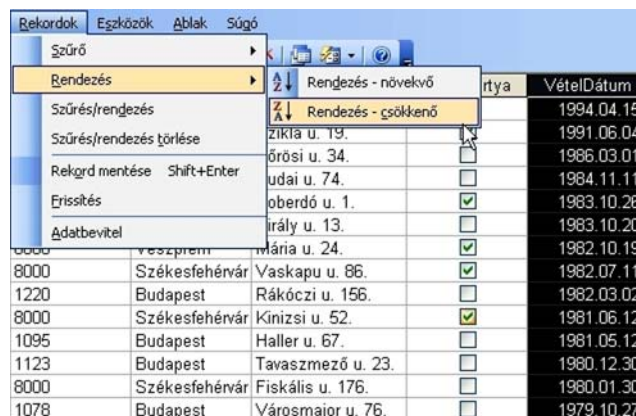 Rekordok Eszközök Ablak Súgó
Szűrő
Rendezés
Szűrés/rendezés
Szűrés/rendezés törlése
Rekord mentése Shift+Enter
Frissítés
Adatbevitel
Rendezés - növekvő
Rendezés - csökkenő
rtya VételDátum
1994.04.15
zikla u. 19. 1991.06.04
őrösi u. 34. 1986.03.01
udai u. 74. 1984.11.11
oberdó u. 1. 1983.10.26
irály u. 13. 1983.10.20
Veszprém Mária u. 24. 1982.10.19
8000 Székesfehérvár Vaskapu u. 86. 1982.07.11
1220 Budapest Rákóczi u. 156. 1982.03.02
8000 Székesfehérvár Kinizsi u. 52. 1981.06.12
1095 Budapest Haller u. 67. 1981.05.12
1123 Budapest Tavaszmező u. 23. 1980.12.30
8000 Székesfehérvár Fiskális u. 176. 1980.01.30
1078 Budapest Városmajor u. 76. 1979.10.27